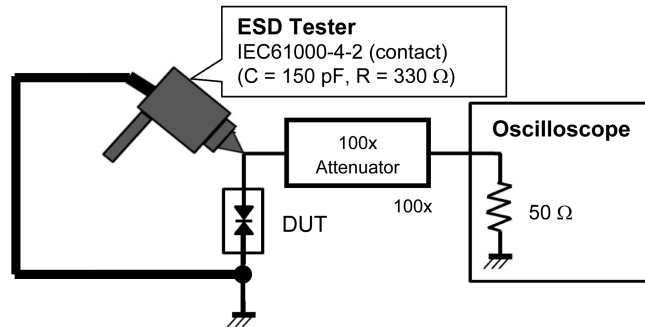 ESD Tester
IEC61000-4-2 (contact)
(C = 150 pF, R = 330 Ω)
100x
Attenuator
100x
Oscilloscope
50 Ω
DUT